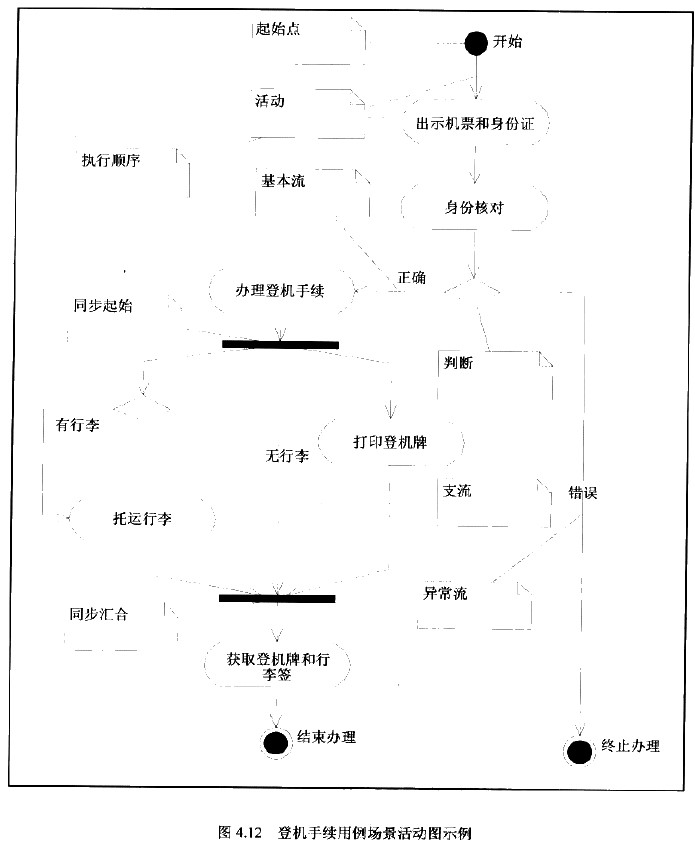 起始点
开始
活动
出示机票和身份证
执行顺序
基本流
身份核对
正确
办理登机手续
同步起始
判断
有行李
无行李
打印登机牌
支流
错误
托运行李
异常流
同步汇合
获取登机牌和行
李签
结束办理
终止办理
图 4.12 登机手续用例场景活动图示例